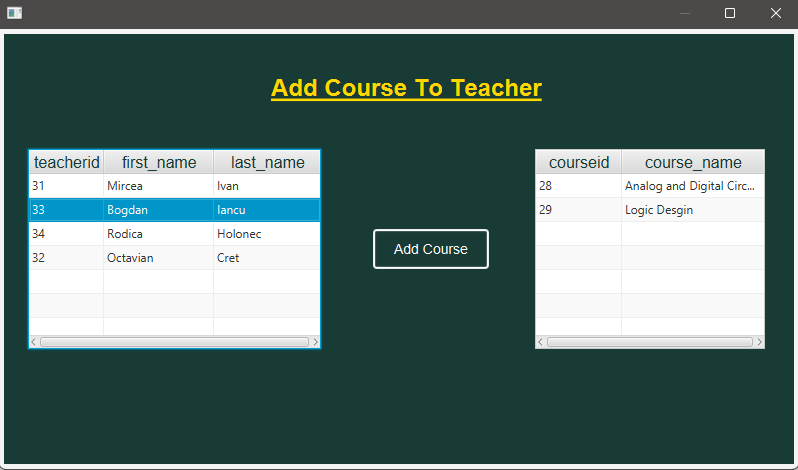 Add Course To Teacher
teacherid first_name last_name
31 Mircea Ivan
33 Bogdan Iancu
34 Rodica Holonec
32 Octavian Cret
Add Course
courseid course_name
28 Analog and Digital Circ...
29 Logic Desgin